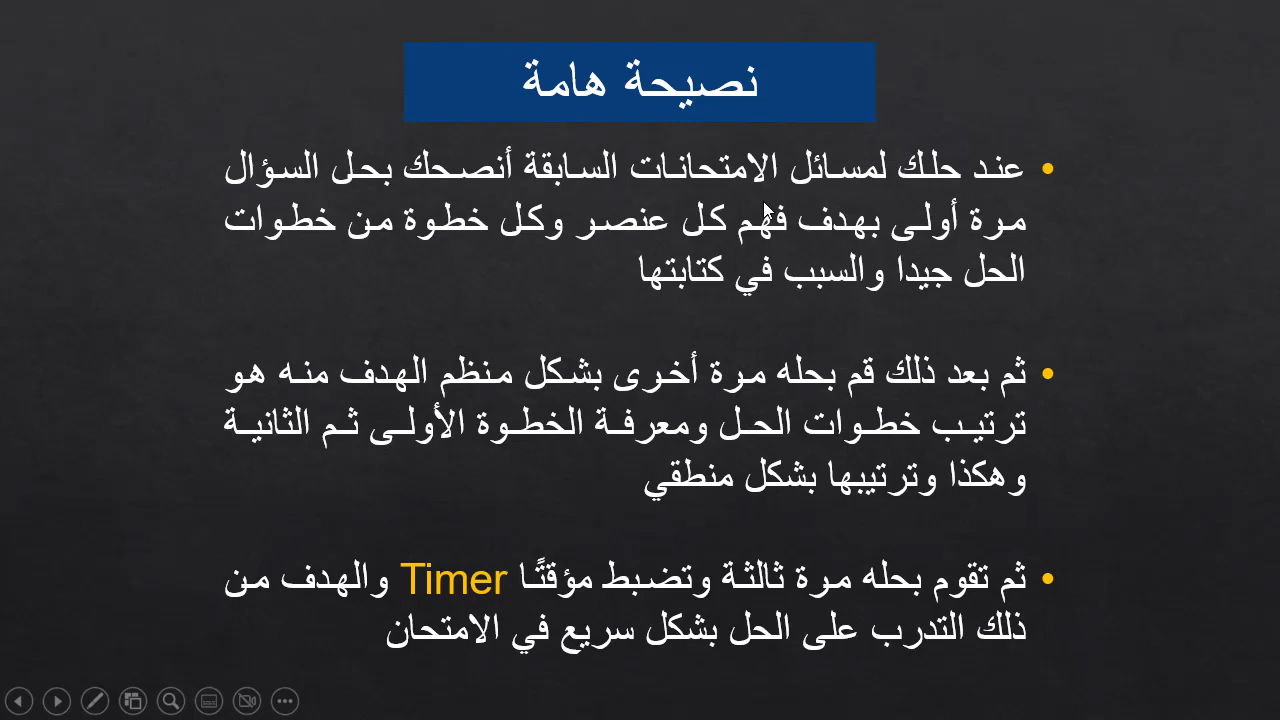 نصيحة هامة
عند حلك لمسائل الامتحانات السابقة أنصحك بحل السؤال
مرة أولى بهدف فهم كل عنصر وكل خطوة من خطوات
الحل جيدا والسبب في كتابتها
ثم بعد ذلك قم بحله مرة أخرى بشكل منظم الهدف منه هو
ترتيب خطوات الحل ومعرفة الخطوة الأولى ثم الثانية
وهكذا وترتيبها بشكل منطقي
ثم تقوم بحله مرة ثالثة وتضبط مؤقتًا Timer والهدف من
ذلك التدرب على الحل بشكل سريع في الامتحان